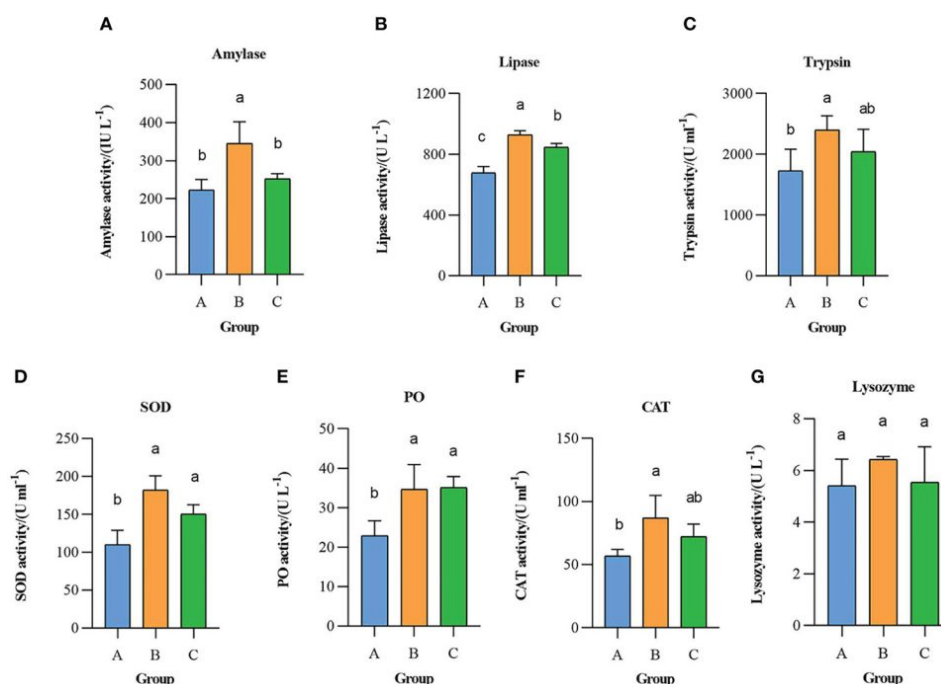 A
Amylase
Amylase activity/(IU L⁻¹)
500
400
300
200
100
0
b
a
b
A B C
Group
B
Lipase
Lipase activity/(U L⁻¹)
1200
800
400
0
c
a
b
A B C
Group
C
Trypsin
Trypsin activity/(U ml⁻¹)
3000
2000
1000
0
b
a
ab
A B C
Group
D
SOD
SOD activity/(U ml⁻¹)
250
200
150
100
50
0
b
a
a
A B C
Group
E
PO
PO activity/(U L⁻¹)
50
40
30
20
10
0
b
a
a
A B C
Group
F
CAT
CAT activity/(U ml⁻¹)
150
100
50
0
b
a
ab
A B C
Group
G
Lysozyme
Lysozyme activity/(U L⁻¹)
8
6
4
2
0
a
a
a
A B C
Group